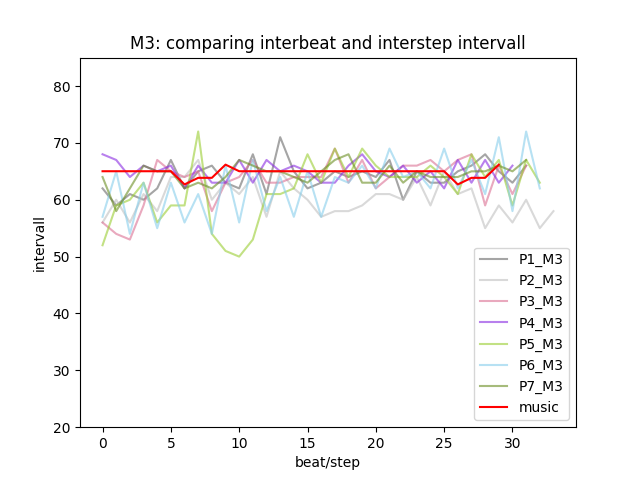 M3: comparing interbeat and interstep intervall
80
70
60
50
40
30
20
0
5
10
15
20
25
30
intervall
beat/step
P1_M3
P2_M3
P3_M3
P4_M3
P5_M3
P6_M3
P7_M3
music